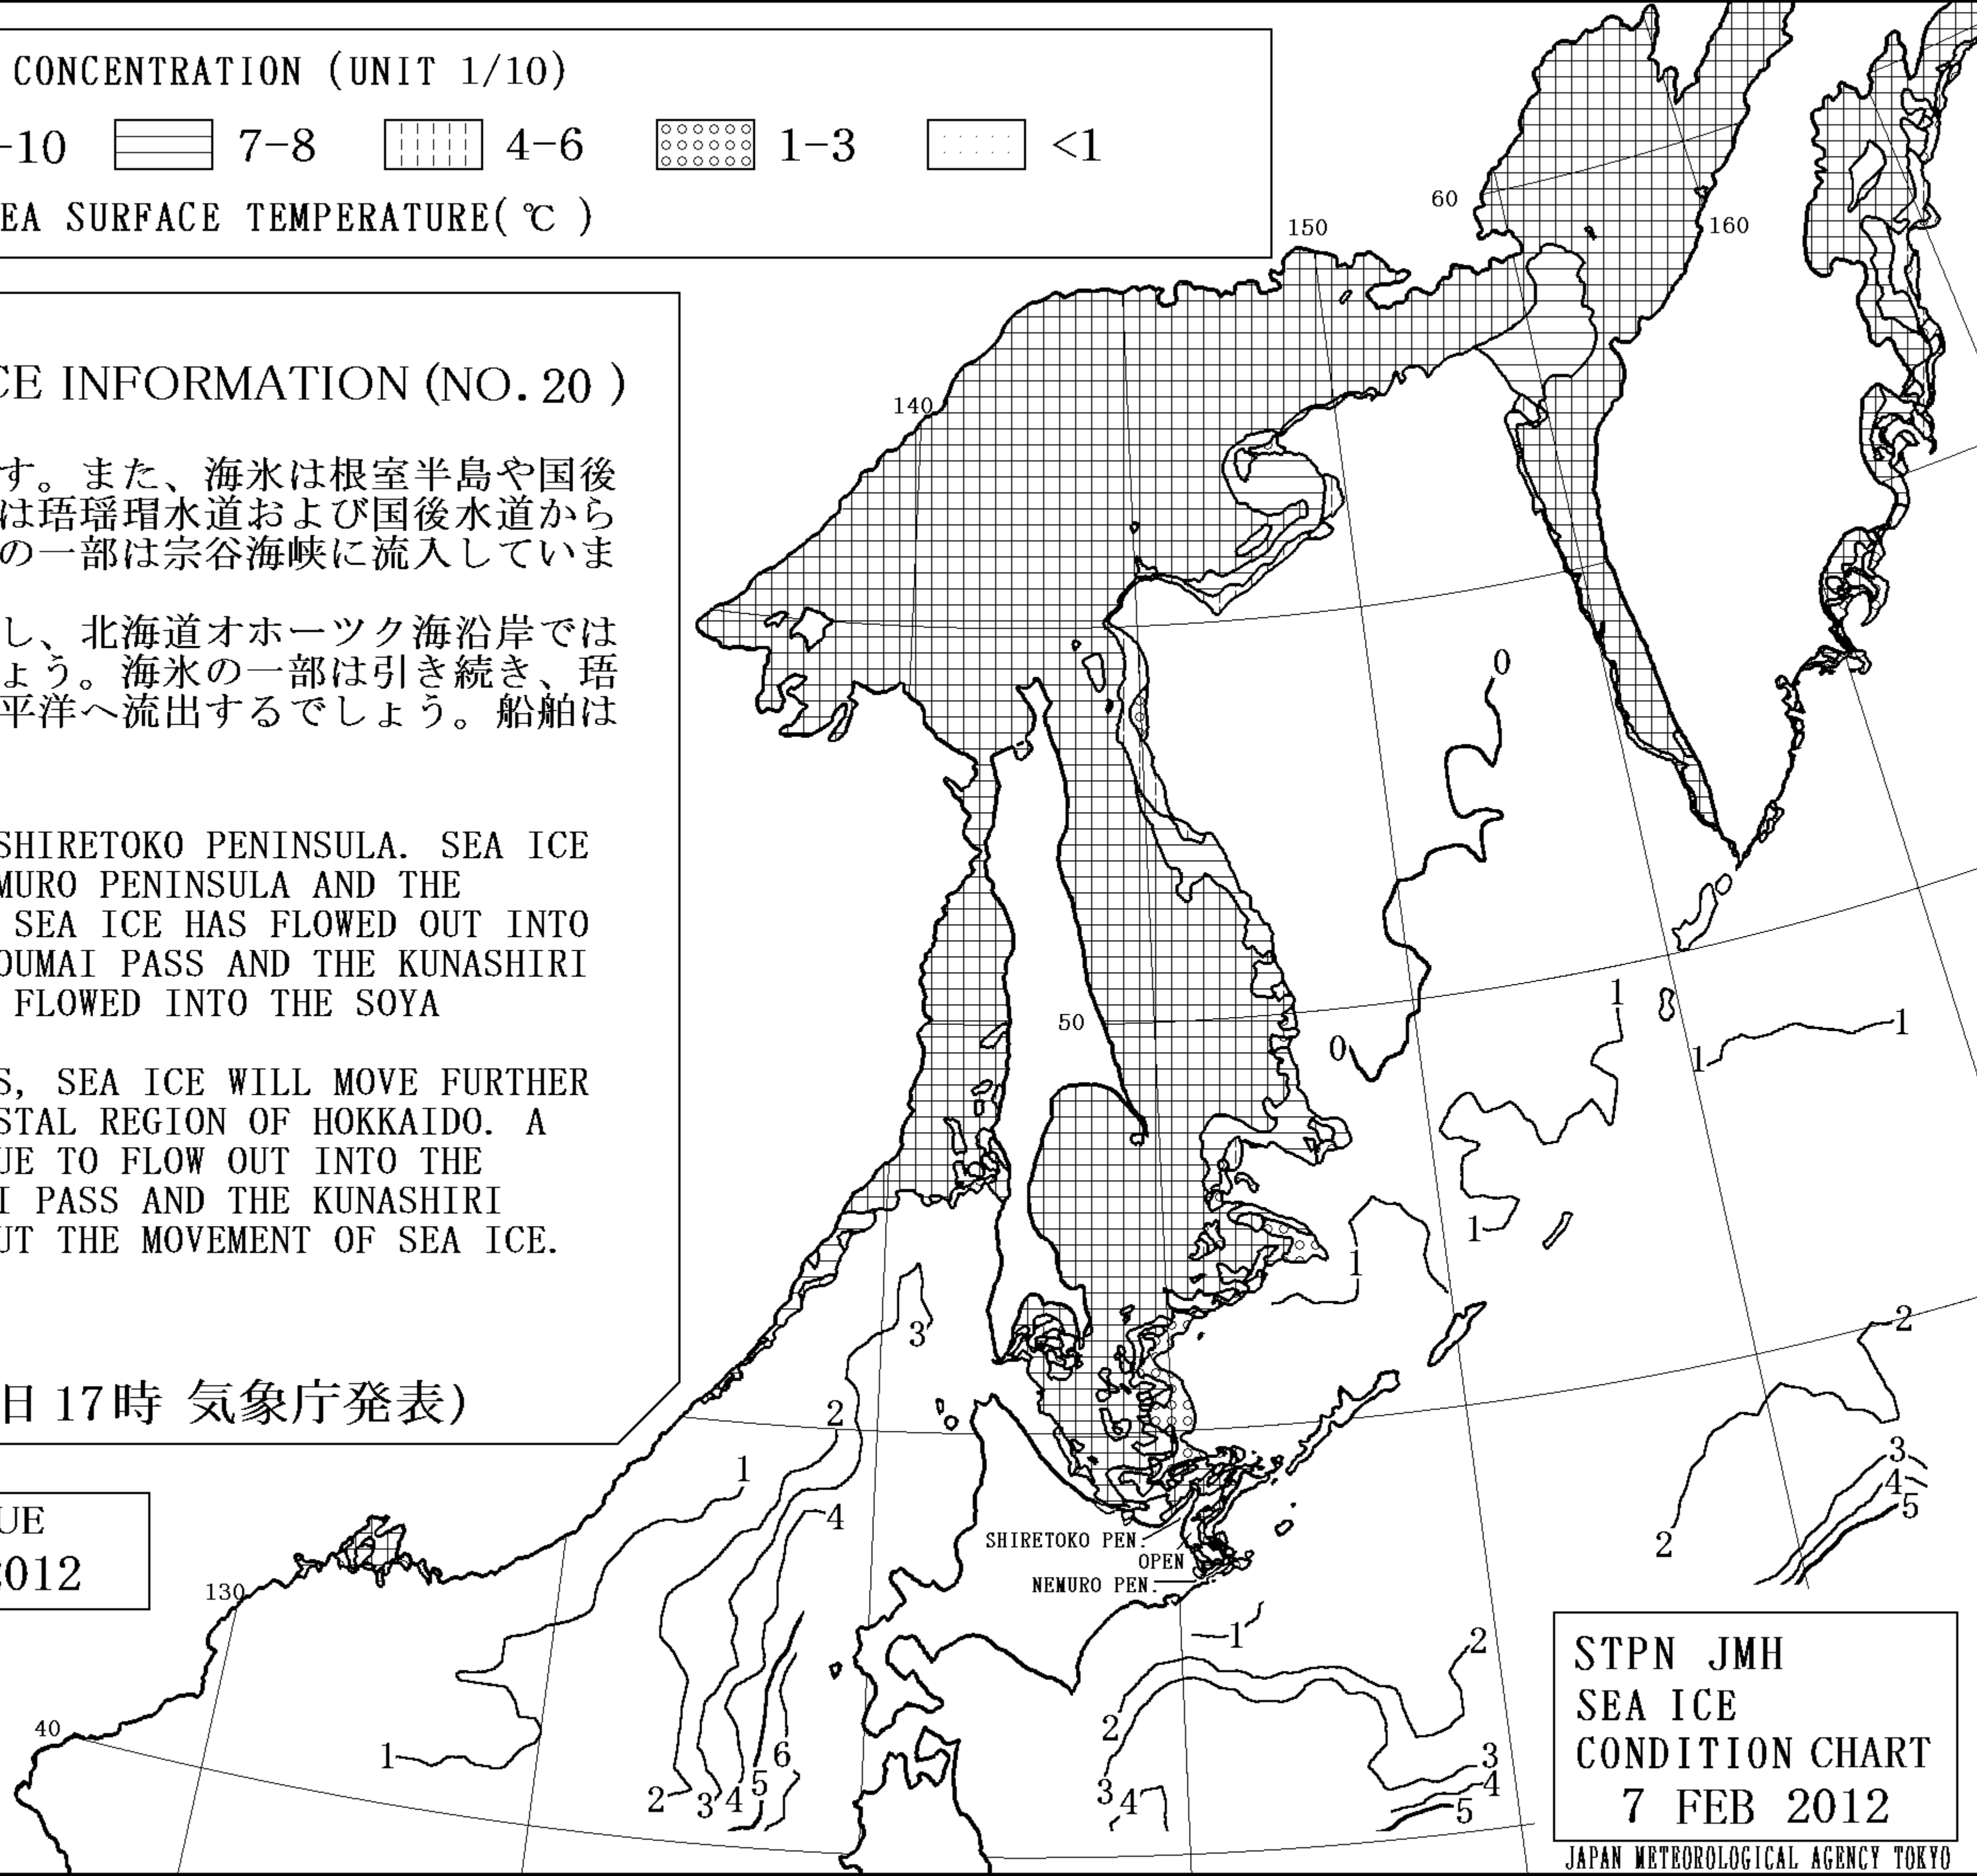 CONCENTRATION (UNIT 1/10)
-10 7-8 4-6 1-3 <1
EA SURFACE TEMPERATURE(℃)
CE INFORMATION (NO.20 )
す。また、海氷は根室半島や国後
は珸瑶瑁水道および国後水道から
の一部は宗谷海峡に流入していま
し、北海道オホーツク海沿岸では
ょう。海氷の一部は引き続き、珸
平洋へ流出するでしょう。船舶は
SHIRETOKO PENINSULA. SEA ICE
MURO PENINSULA AND THE
SEA ICE HAS FLOWED OUT INTO
OUMAI PASS AND THE KUNASHIRI
FLOWED INTO THE SOYA
S, SEA ICE WILL MOVE FURTHER
STAL REGION OF HOKKAIDO. A
UE TO FLOW OUT INTO THE
I PASS AND THE KUNASHIRI
UT THE MOVEMENT OF SEA ICE.
日17時 気象庁発表)
UE
2012
60
150
160
140
0
50
0
1
1
1
1
1
3
2
2
1
4
3
4
5
2
SHIRETOKO PEN.
OPEN
NEMURO PEN.
130
1
2
40
1
2
3
4
5
6
2
3
4
3
4
5
STPN JMH
SEA ICE
CONDITION CHART
7 FEB 2012
JAPAN METEOROLOGICAL AGENCY TOKYO